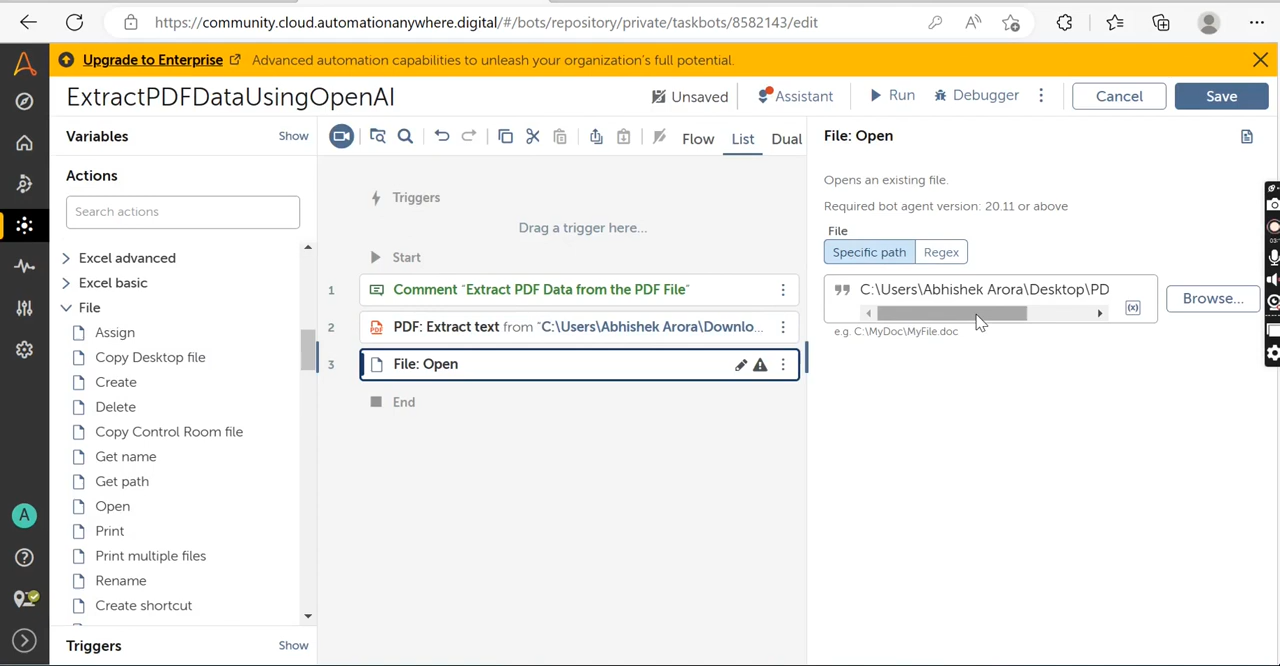 https://community.cloud.automationanywhere.digital/#/bots/repository/private/taskbots/8582143/edit
Upgrade to Enterprise Advanced automation capabilities to unleash your organization's full potential.
ExtractPDFDataUsingOpenAI
Unsaved
Assistant
Run
Debugger
Cancel
Save
Variables
Show
Flow
List
Dual
File: Open
Actions
Search actions
Excel advanced
Excel basic
File
Assign
Copy Desktop file
Create
Delete
Copy Control Room file
Get name
Get path
Open
Print
Print multiple files
Rename
Create shortcut
Triggers
Show
Triggers
Drag a trigger here...
Start
1 Comment "Extract PDF Data from the PDF File"
2 PDF: Extract text from "C:\Users\Abhishek Arora\Downlo...
3 File: Open
End
Opens an existing file.
Required bot agent version: 20.11 or above
File
Specific path
Regex
C:\Users\Abhishek Arora\Desktop\PD
(x)
Browse...
e.g. C:\MyDoc\MyFile.doc
A